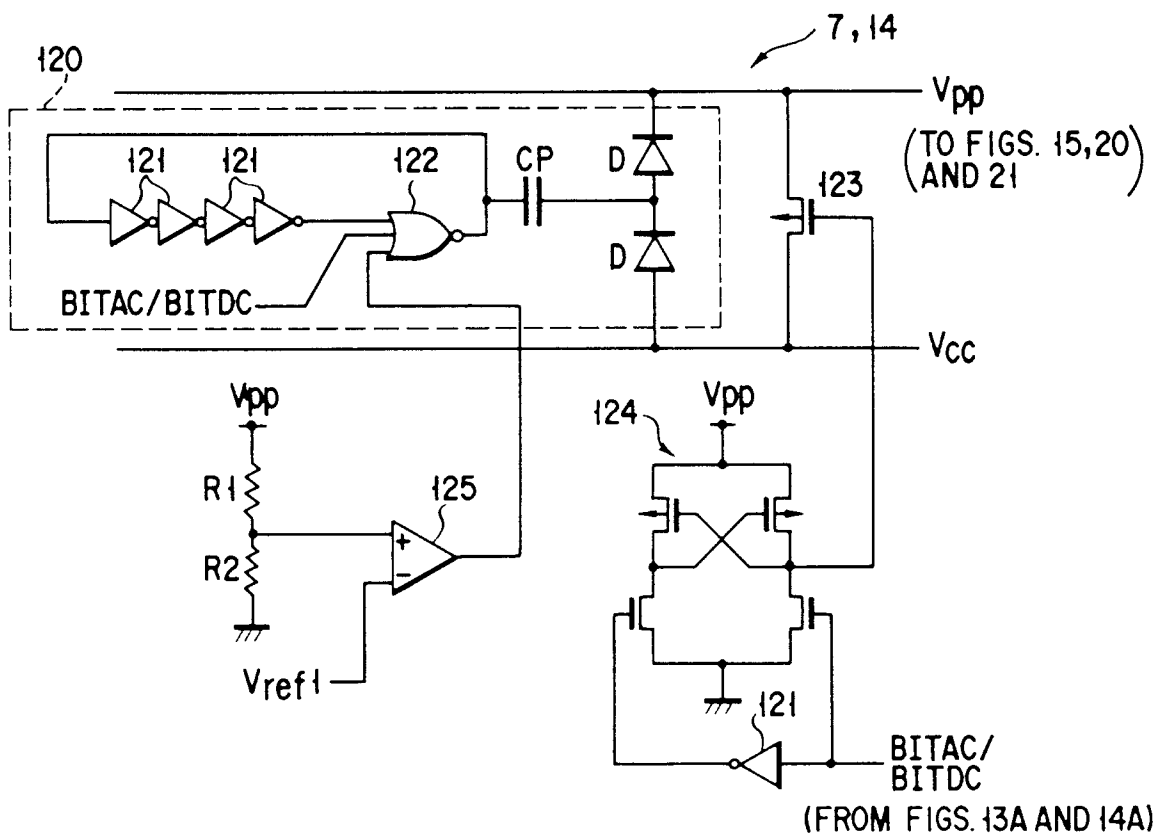 7, 14
120
Vpp
(TO FIGS. 15, 20
AND 21)
121 121 122 CP D
123
D
BITAC/BITDC
VCC
Vpp
124
Vpp
R1
125
+
R2
-
Vref1
121
BITAC/
BITDC
(FROM FIGS. 13A AND 14A)